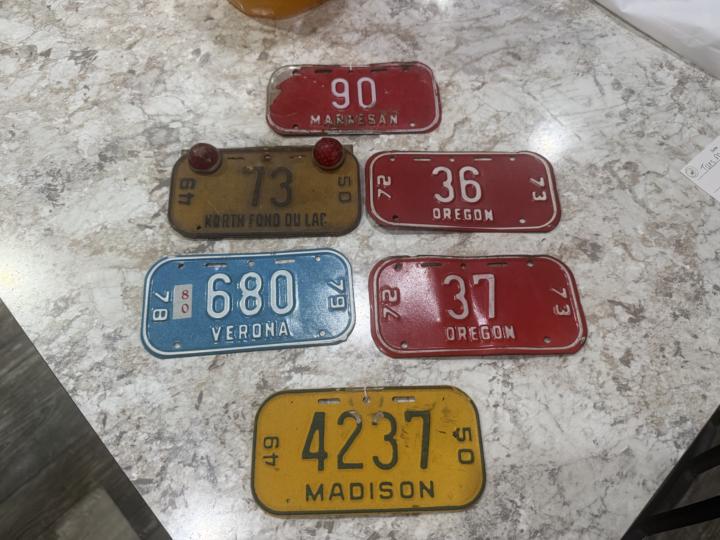 90
MARKESAN
49 73 50
NORTH FOND DU LAC
72 36 73
OREGON
78 80 680 79
VERONA
72 37 73
OREGON
49 4237 50
MADISON